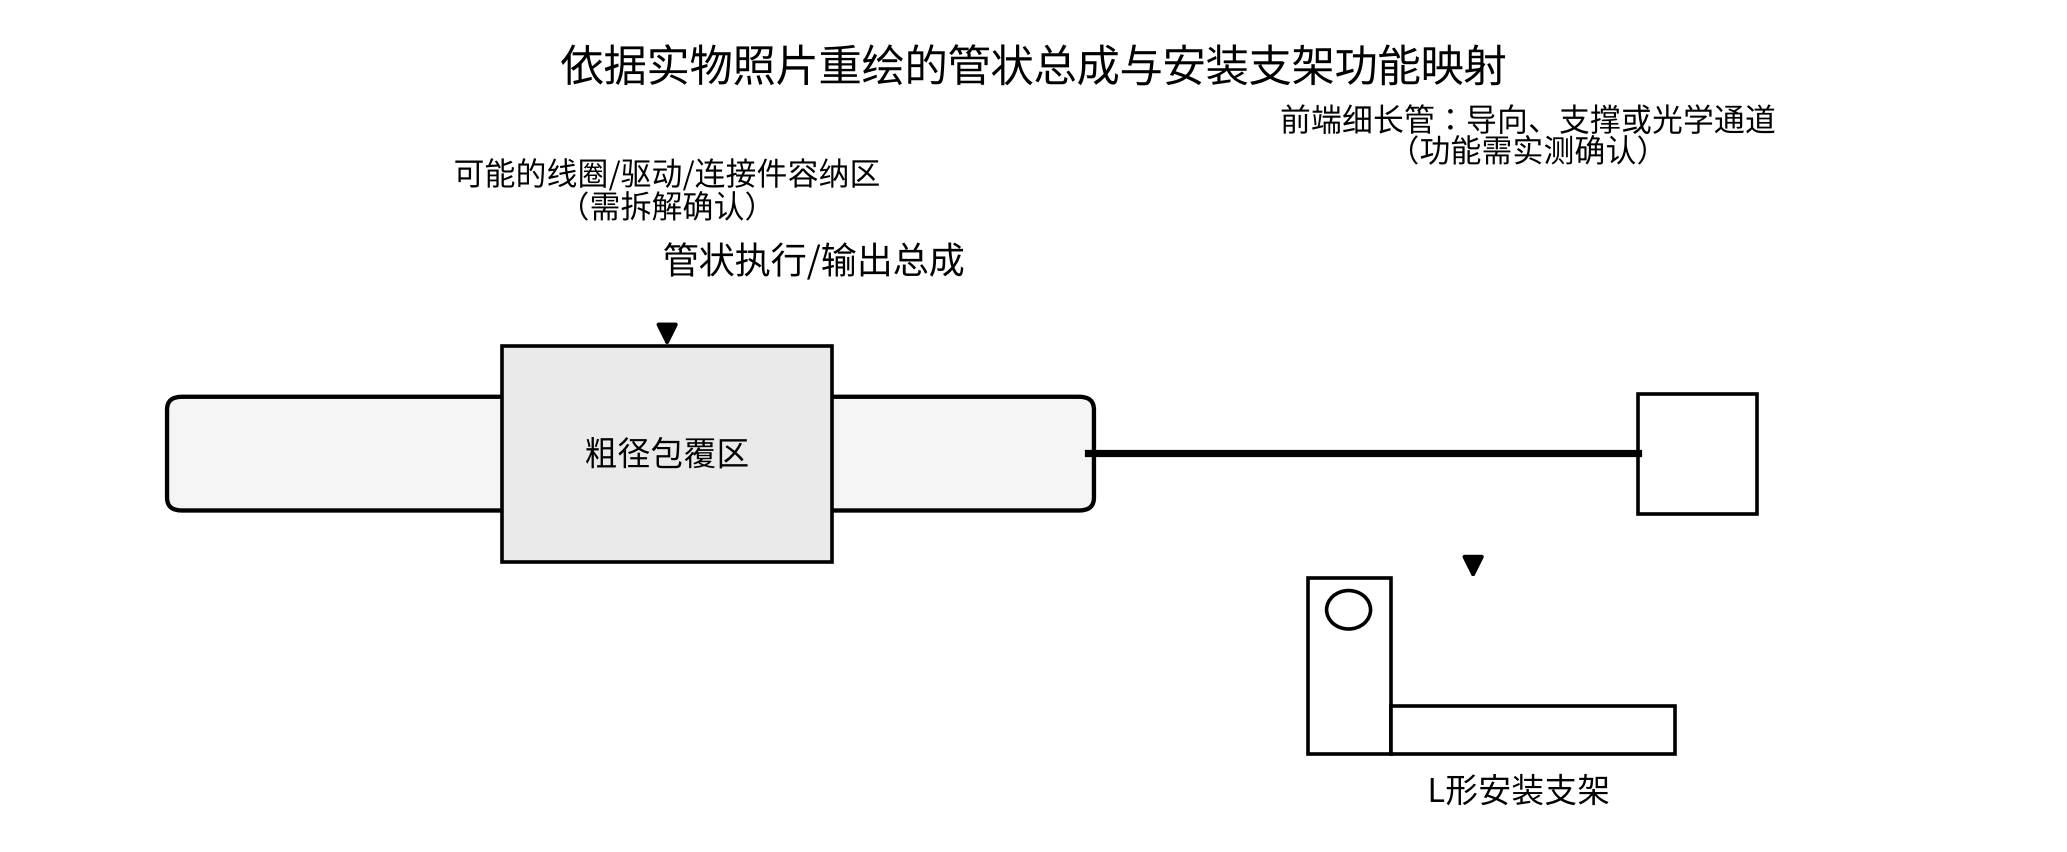 依据实物照片重绘的管状总成与安装支架功能映射
前端细长管：导向、支撑或光学通道
（功能需实测确认）
可能的线圈/驱动/连接件容纳区
（需拆解确认）
管状执行/输出总成
粗径包覆区
L形安装支架